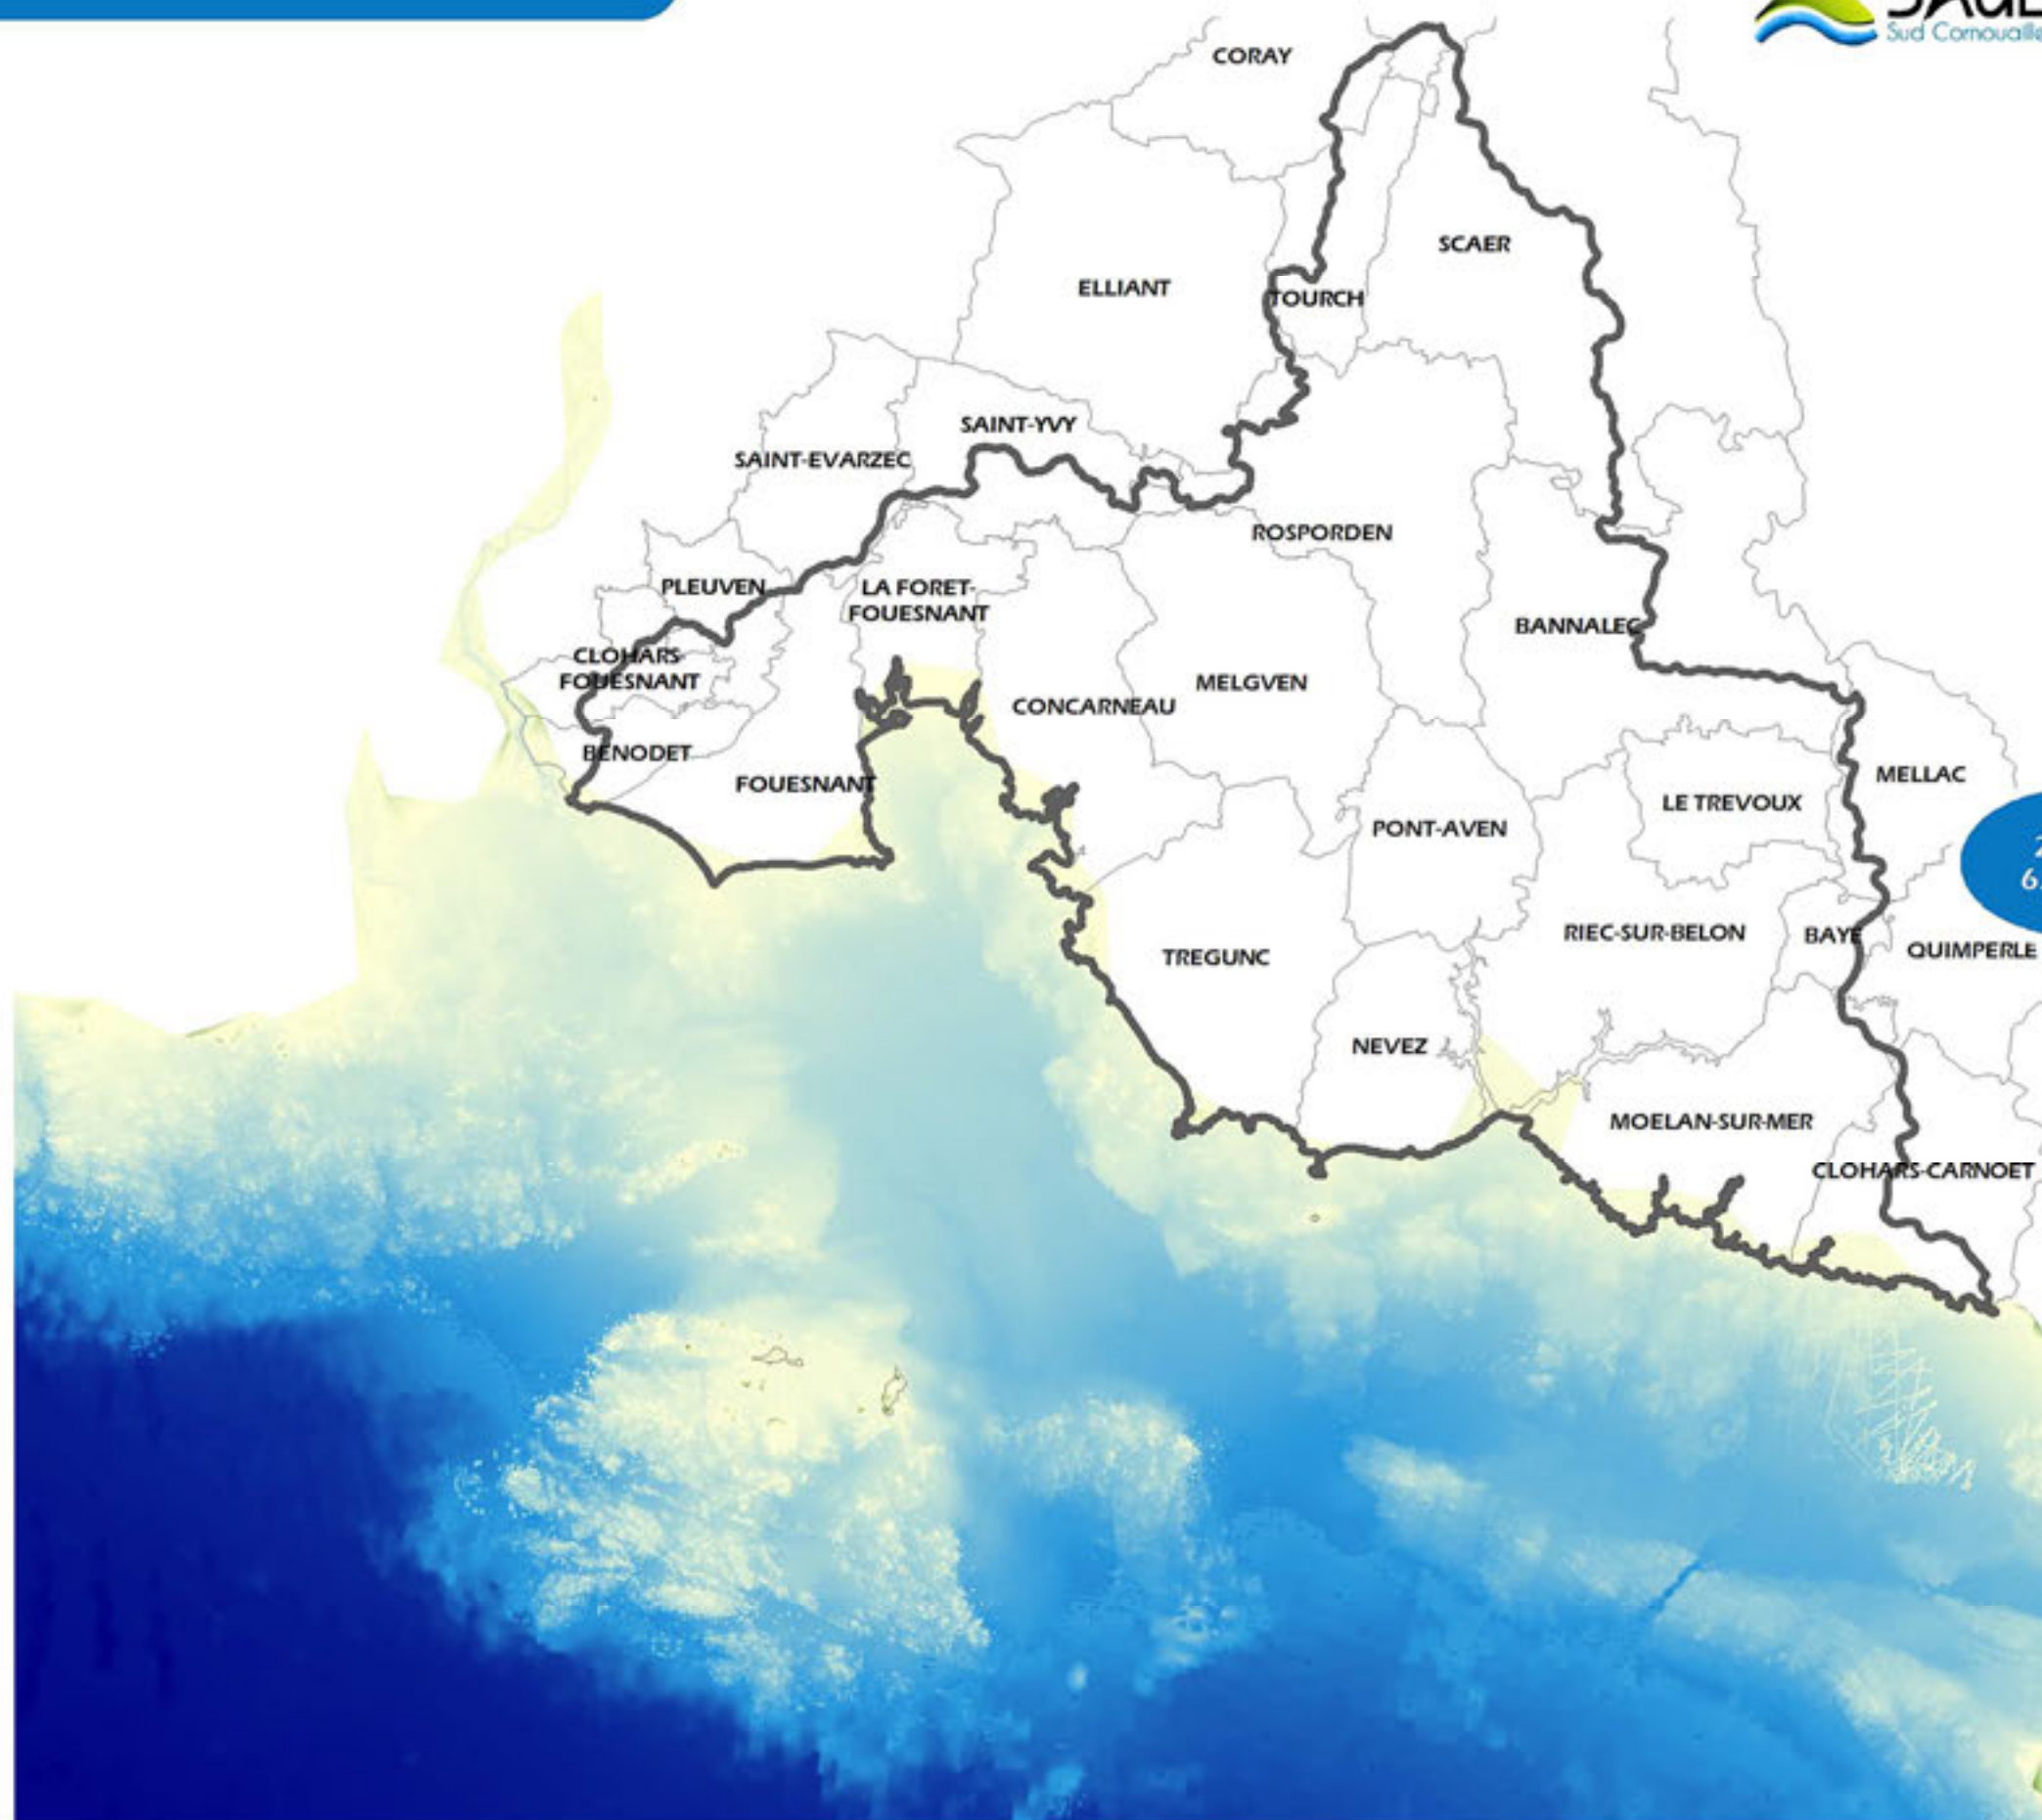 Sud Cornouaille
CORAY
SCAER
ELLIANT
TOURCH
SAINT-YVY
SAINT-EVARZEC
ROSPORDEN
PLEUVEN
LA FORET-
FOUESNANT
BANNALEC
CLOHARS-
FOUESNANT
MELGVEN
CONCARNEAU
BENODET
FOUESNANT
MELLAC
LE TREVOUX
PONT-AVEN
RIEC-SUR-BELON
BAYE
QUIMPERLE
TREGUNC
NEVEZ
MOELAN-SUR-MER
CLOHARS-CARNOET